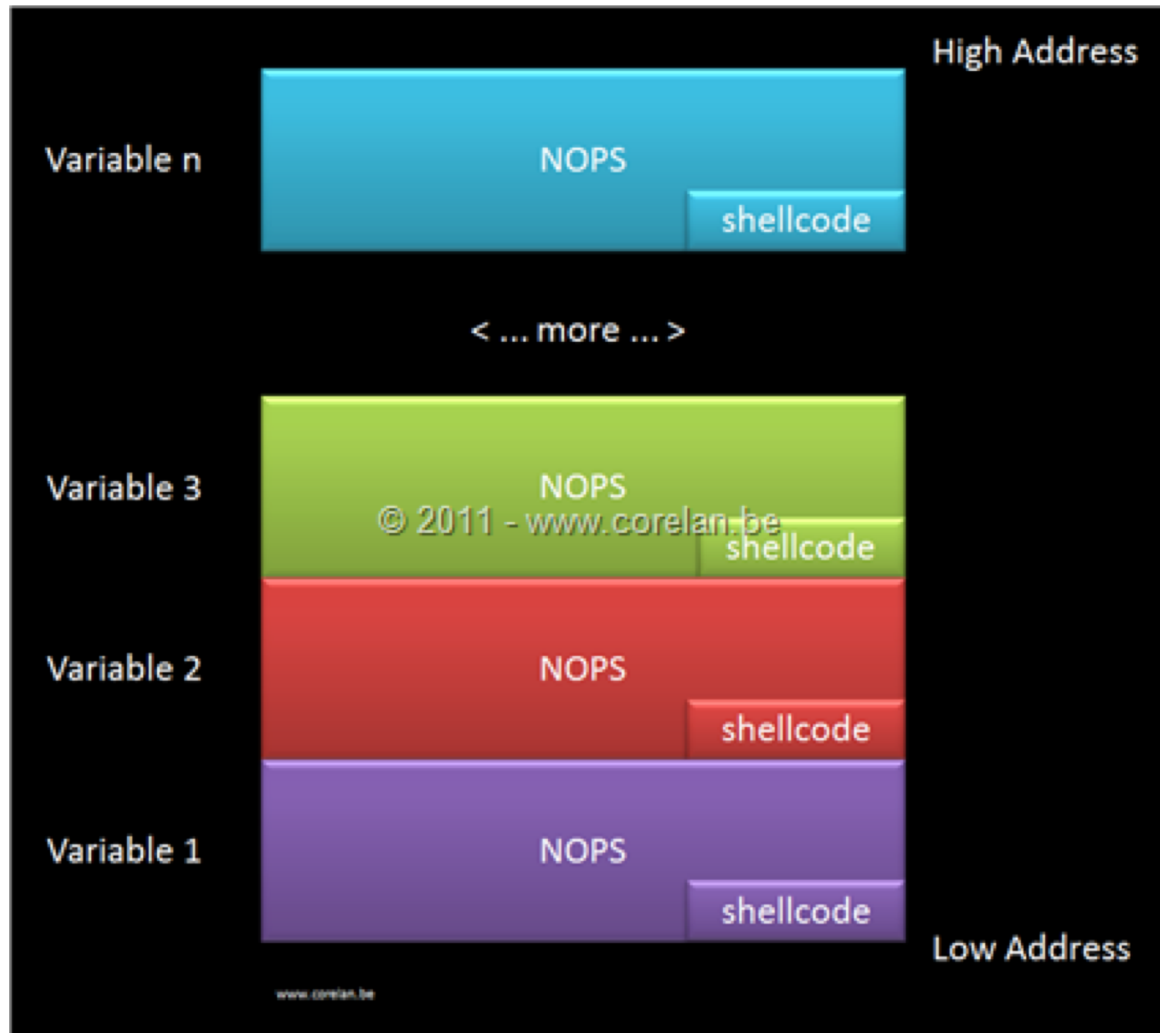 High Address
Variable n
NOPS
shellcode
< ... more ... >
Variable 3
NOPS
© 2011 - www.corelan.be
shellcode
Variable 2
NOPS
shellcode
Variable 1
NOPS
shellcode
Low Address
www.corelan.be